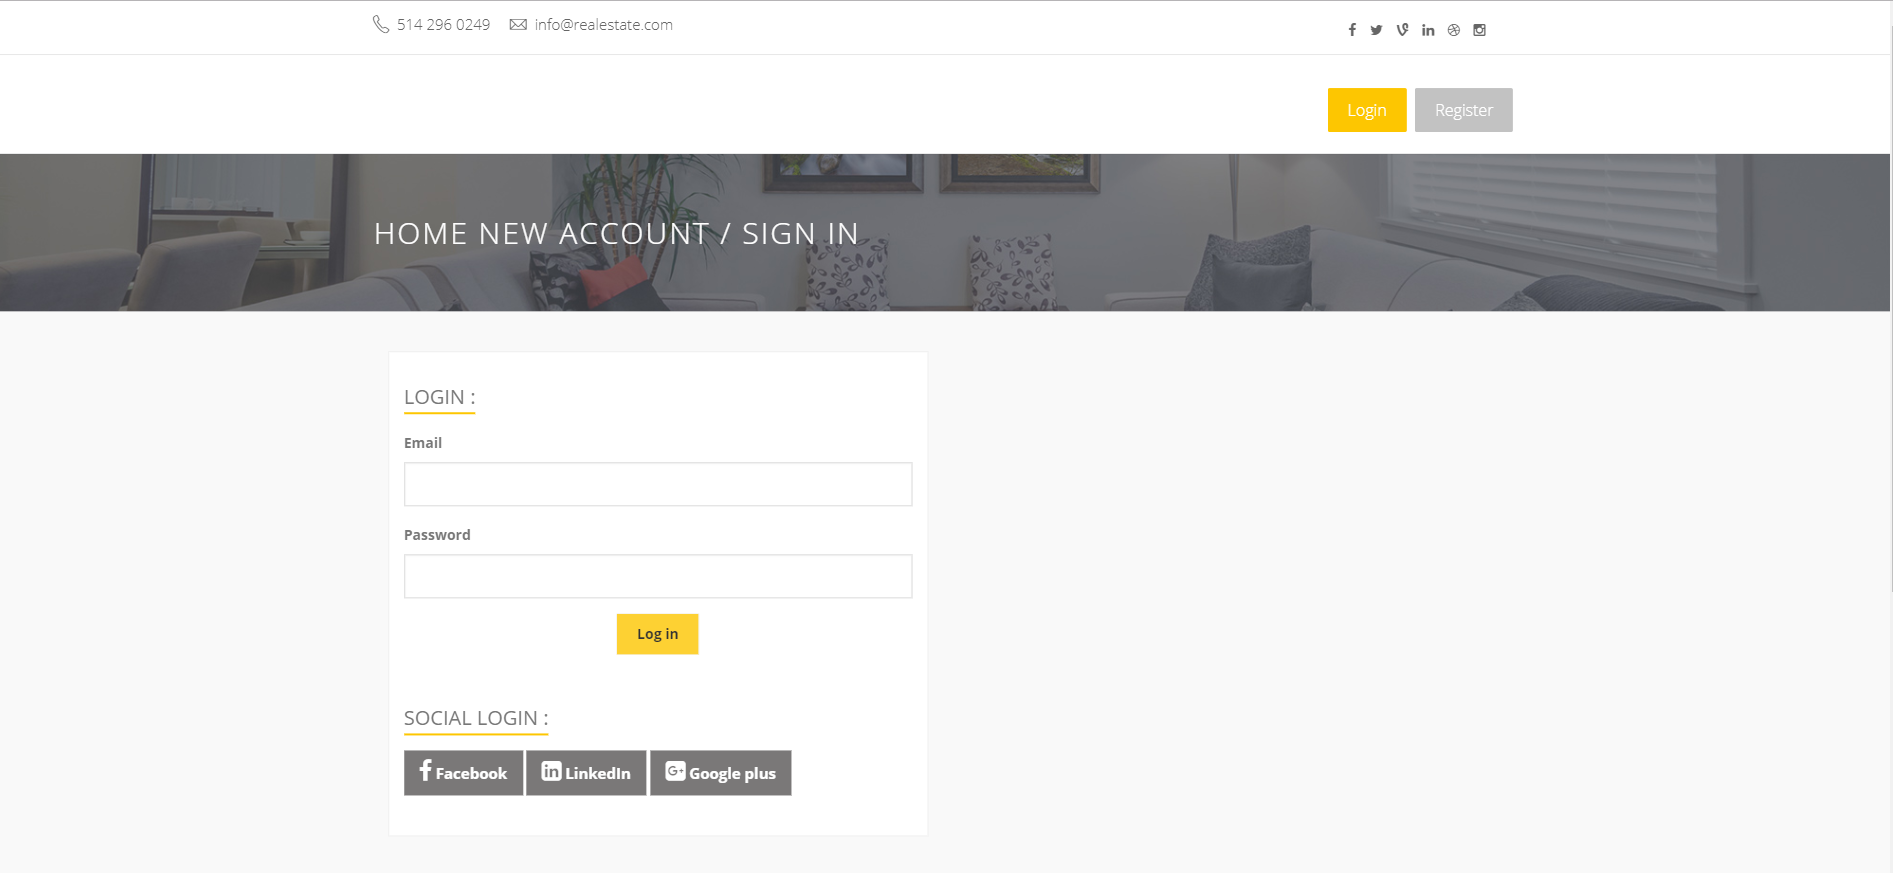 514 296 0249 info@realestate.com
Login Register
HOME NEW ACCOUNT / SIGN IN
LOGIN :
Email
Password
Log in
SOCIAL LOGIN :
Facebook LinkedIn Google plus